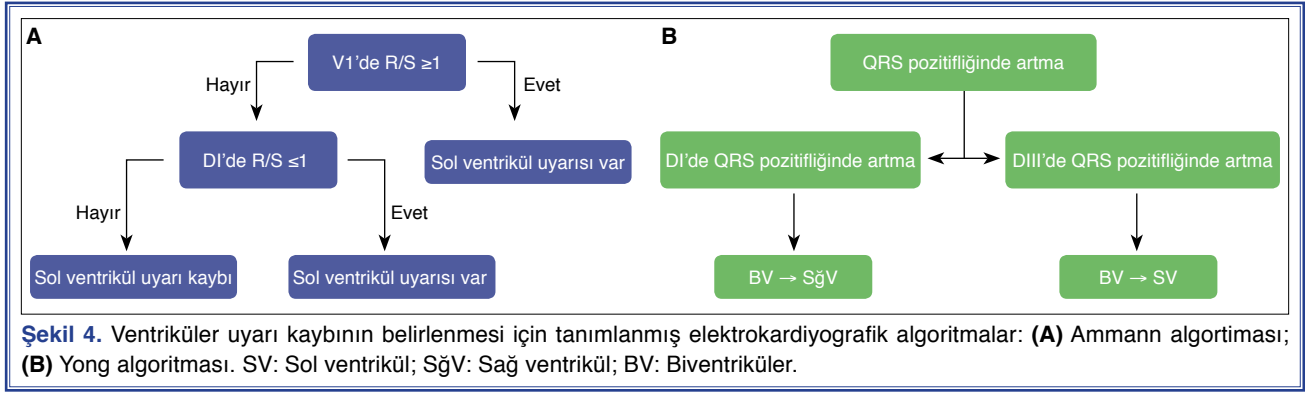 A
V1’de R/S ≥1
Hayır
Evet
DI’de R/S ≤1
Sol ventrikül uyarısı var
Hayır
Evet
Sol ventrikül uyarı kaybı
Sol ventrikül uyarısı var
B
QRS pozitifliğinde artma
DI’de QRS pozitifliğinde artma
DIII’de QRS pozitifliğinde artma
BV → SğV
BV → SV
Şekil 4. Ventriküler uyarı kaybının belirlenmesi için tanımlanmış elektrokardiyografik algoritmalar: (A) Ammann algortiması;
(B) Yong algoritması. SV: Sol ventrikül; SğV: Sağ ventrikül; BV: Biventriküler.